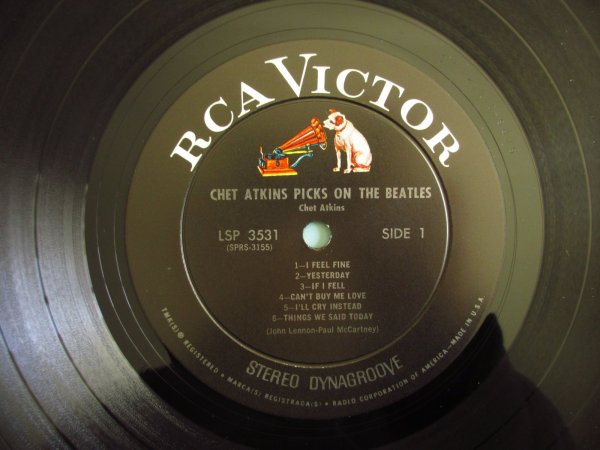 RCA VICTOR
CHET ATKINS PICKS ON THE BEATLES
Chet Atkins
LSP 3531
(SPRS-3155)
SIDE 1
1—I FEEL FINE
2—YESTERDAY
3—IF I FELL
4—CAN'T BUY ME LOVE
5—I'LL CRY INSTEAD
6—THINGS WE SAID TODAY
(John Lennon-Paul McCartney)
STEREO DYNAGROOVE
TMK(S) ® REGISTERED • MARCA(S) REGISTRADA(S) • RADIO CORPORATION OF AMERICA—MADE IN U.S.A.